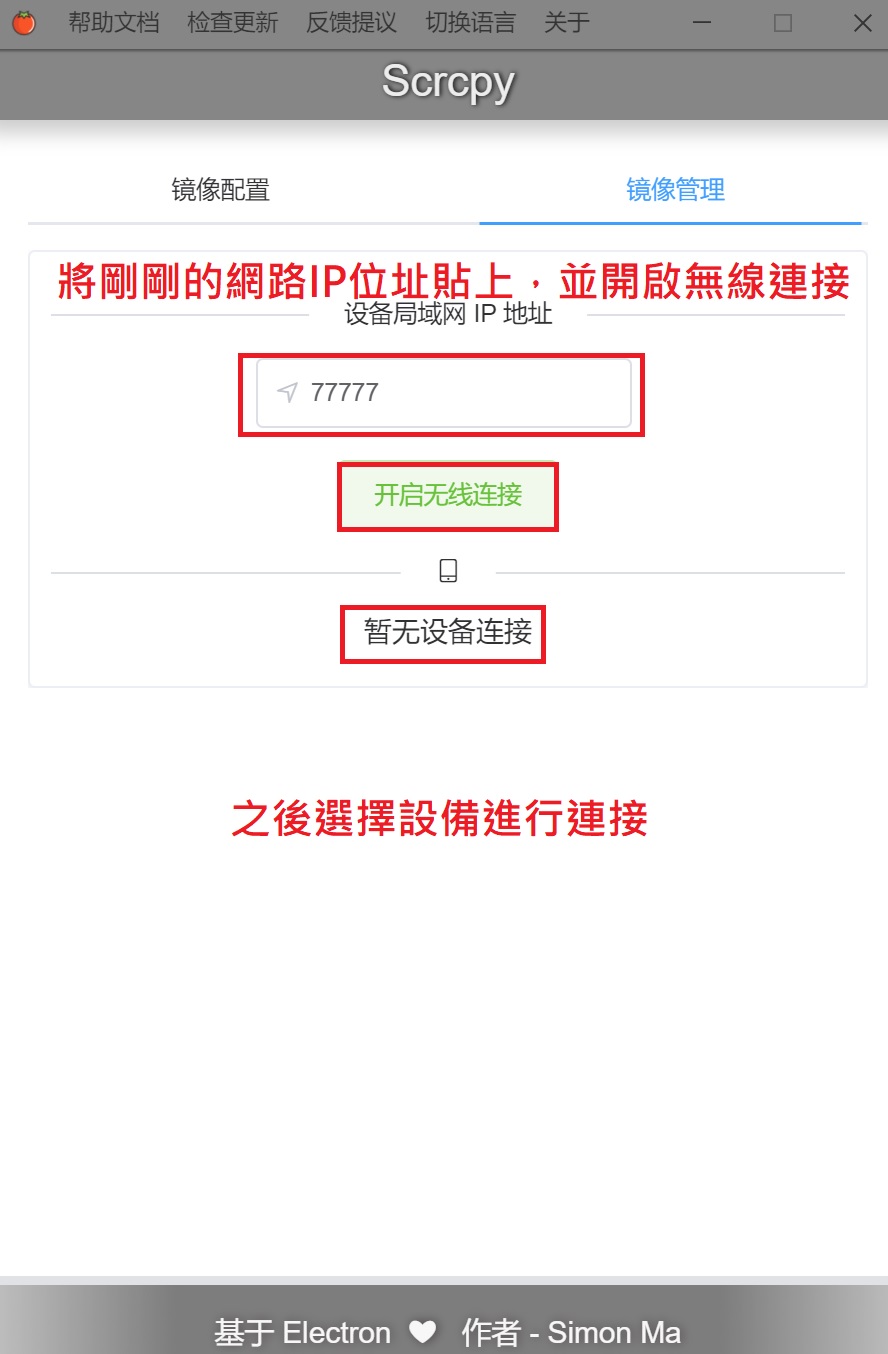 帮助文档 检查更新 反馈提议 切换语言 关于
Scrcpy
镜像配置 镜像管理
將剛剛的網路IP位址貼上，並開啟無線連接
设备局域网 IP 地址
77777
开启无线连接
暂无设备连接
之後選擇設備進行連接
基于 Electron ♥ 作者 - Simon Ma